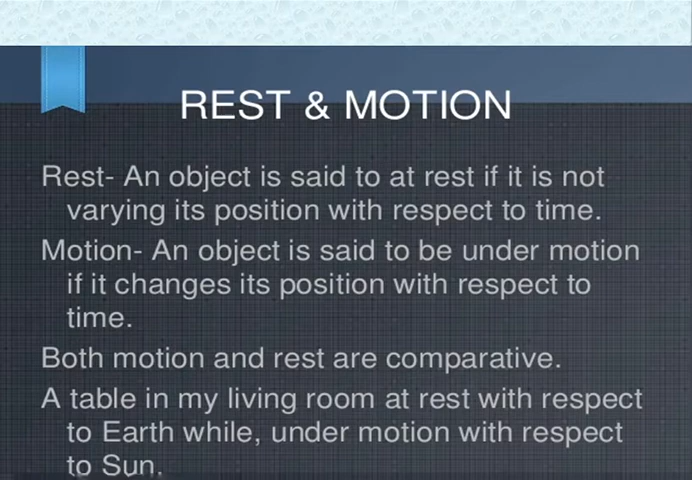 REST & MOTION
Rest- An object is said to at rest if it is not
varying its position with respect to time.
Motion- An object is said to be under motion
if it changes its position with respect to
time.
Both motion and rest are comparative.
A table in my living room at rest with respect
to Earth while, under motion with respect
to Sun.